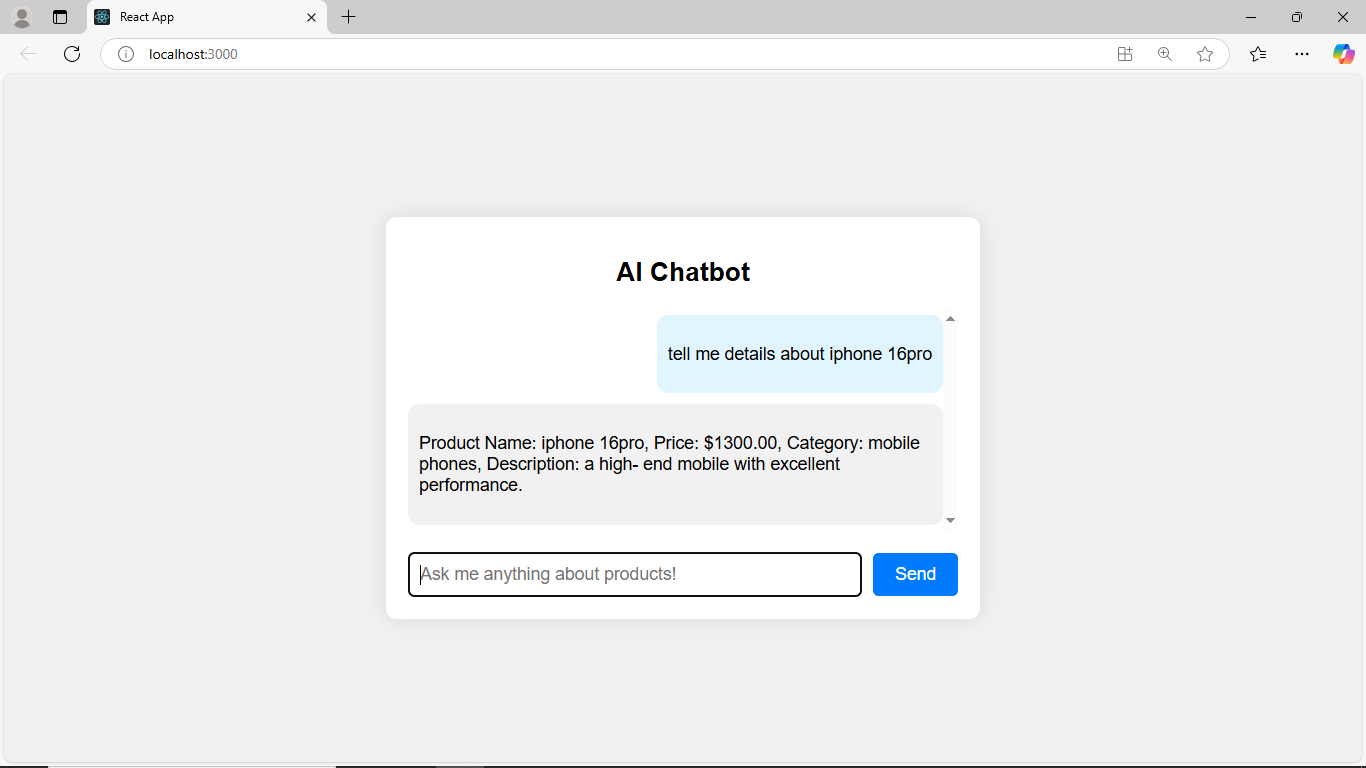 React App
localhost:3000
AI Chatbot
tell me details about iphone 16pro
Product Name: iphone 16pro, Price: $1300.00, Category: mobile
phones, Description: a high- end mobile with excellent
performance.
Ask me anything about products!
Send